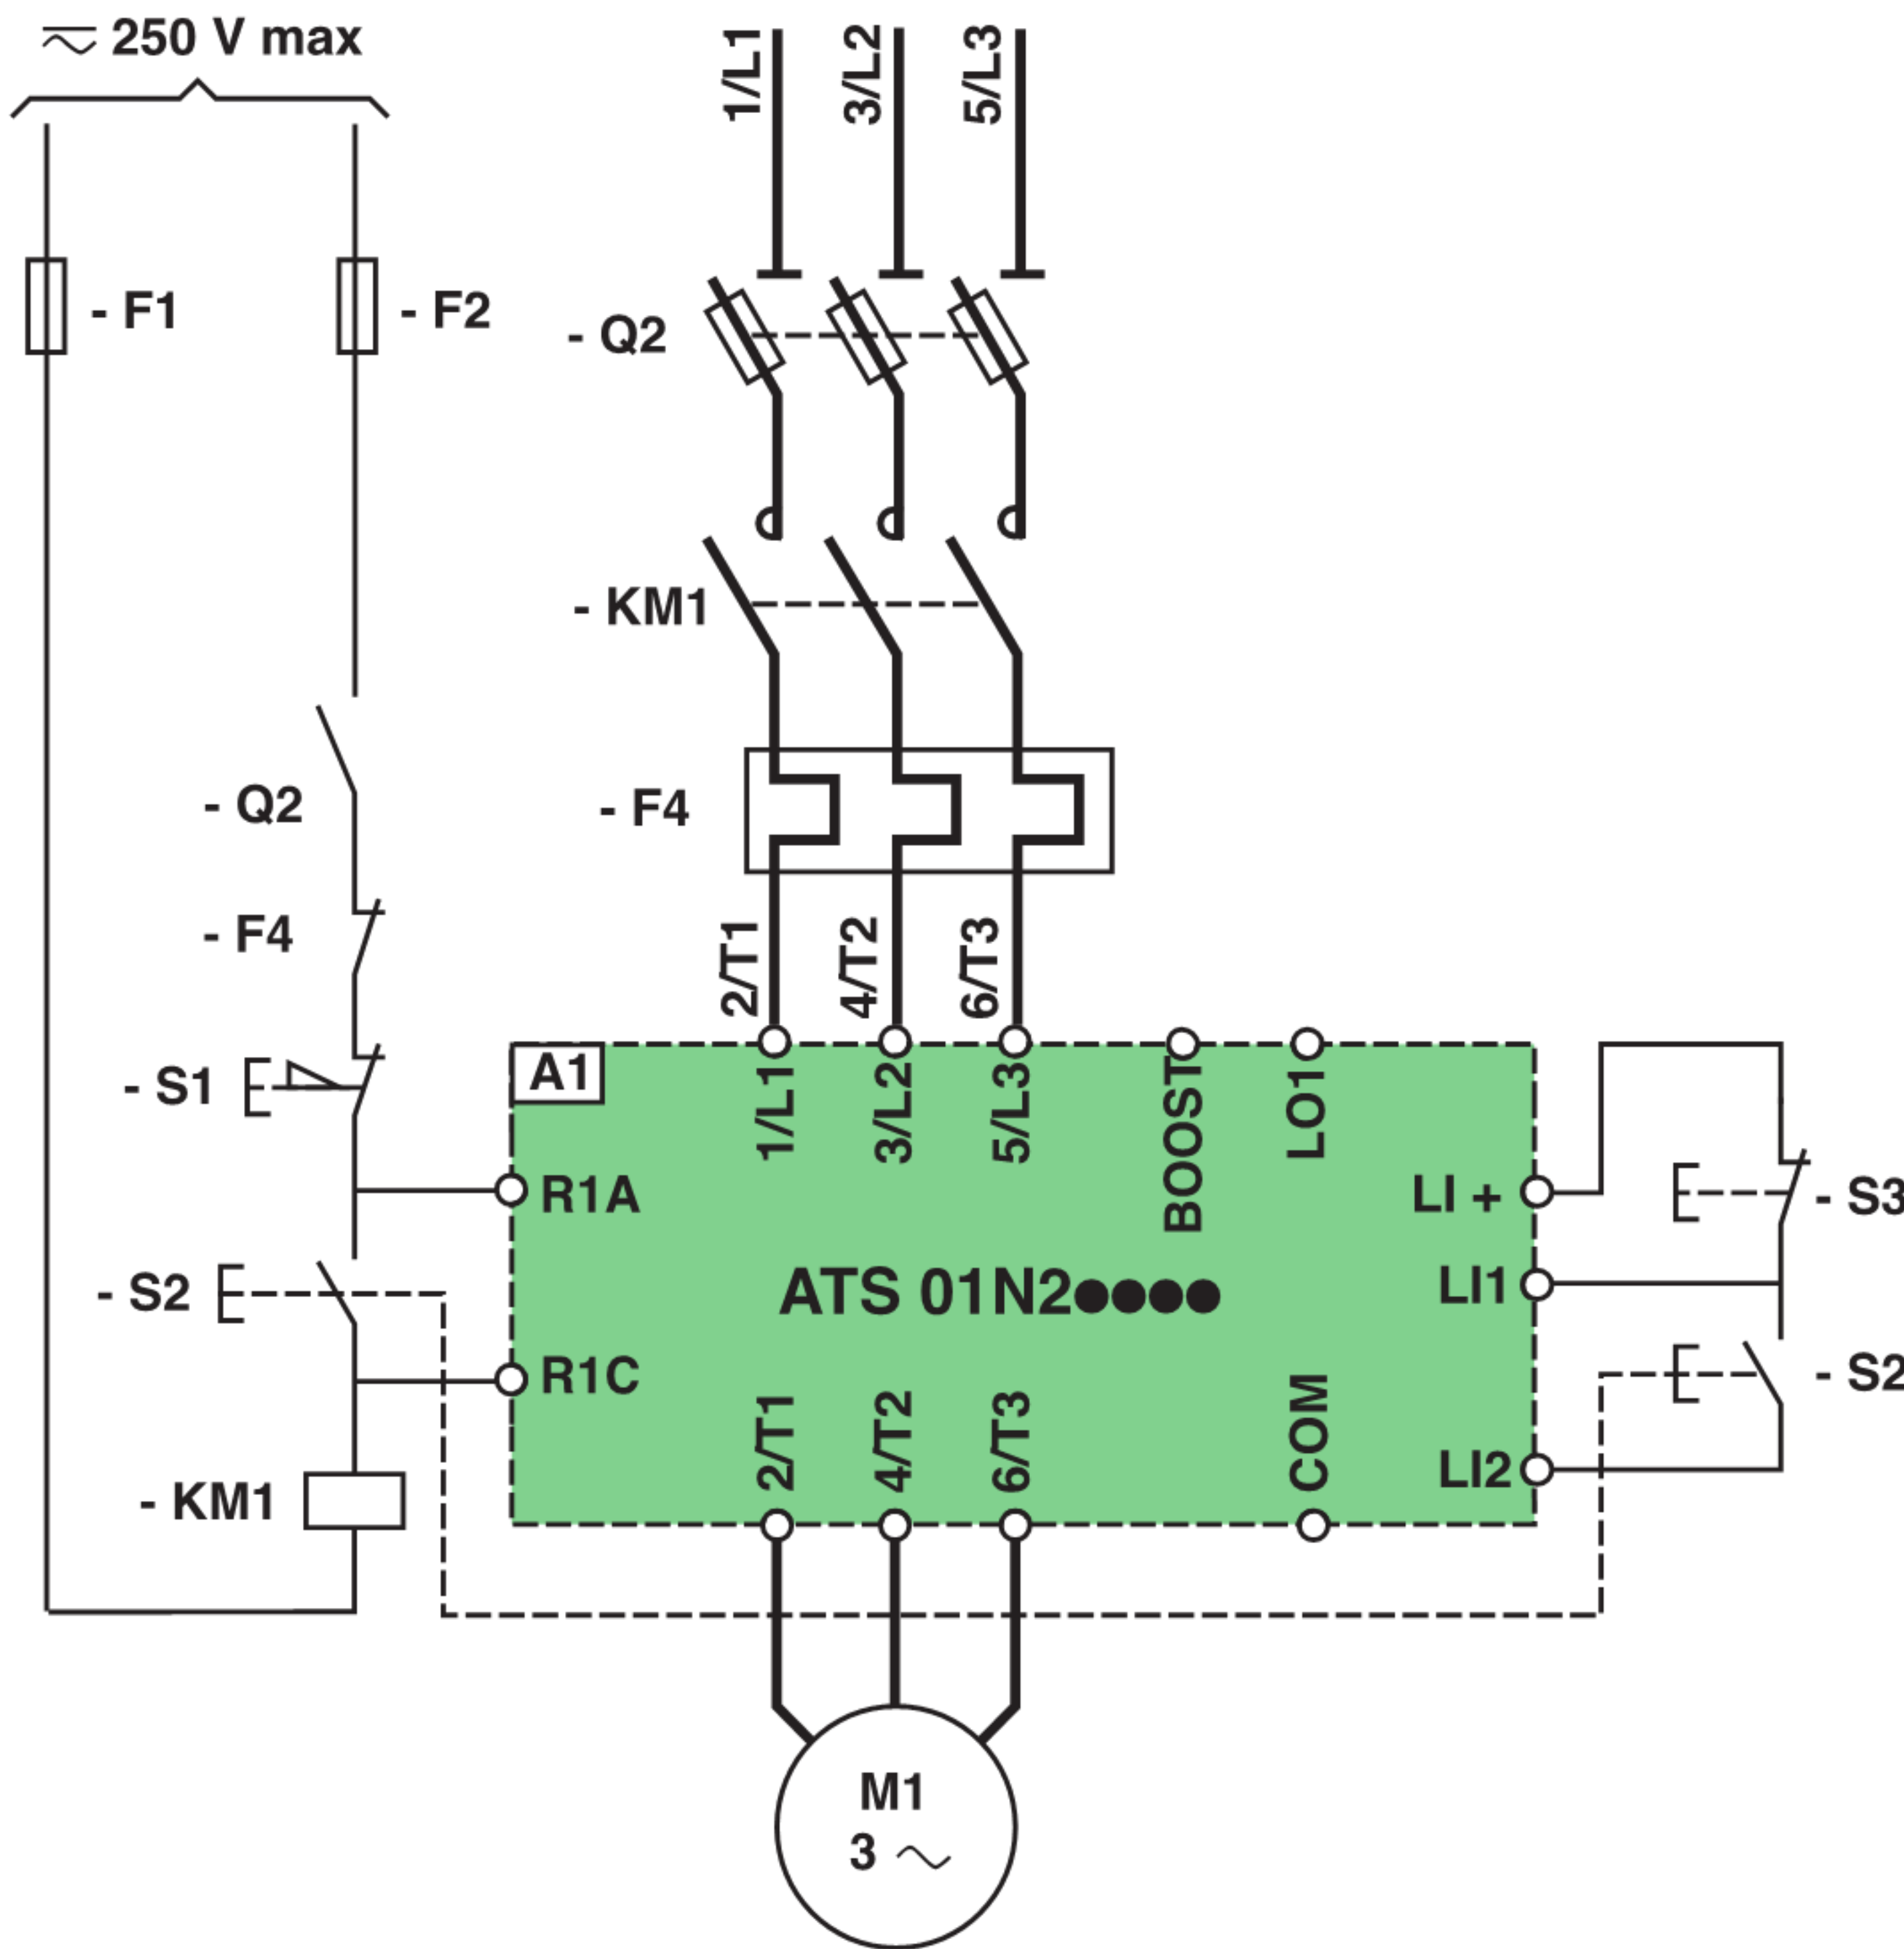 250 V max
1/L1
3/L2
5/L3
- F1
- F2
- Q2
- KM1
- Q2
- F4
- F4
2/T1
4/T2
6/T3
- S1
A1
1/L1
3/L2
5/L3
BOOST
LO1
R1A
LI +
- S3
- S2
ATS 01N2●●●●
LI1
R1C
- S2
2/T1
4/T2
6/T3
COM
LI2
- KM1
M1
3 ~